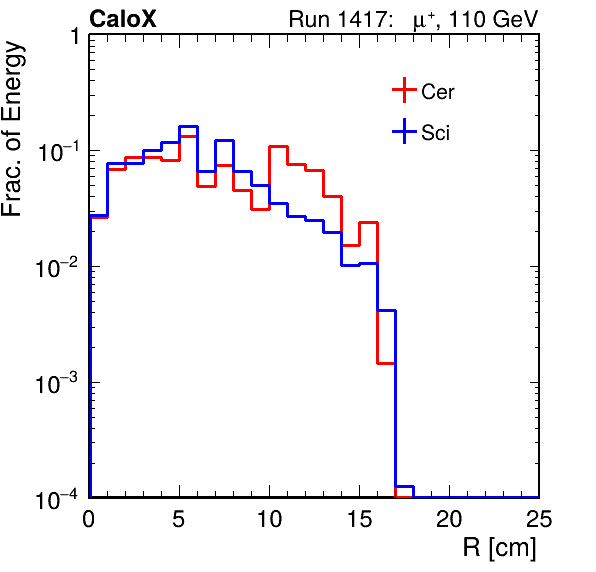 CaloX Run 1417: μ⁺, 110 GeV
Frac. of Energy
1
10⁻¹
10⁻²
10⁻³
10⁻⁴
Cer
Sci
0 5 10 15 20 25
R [cm]